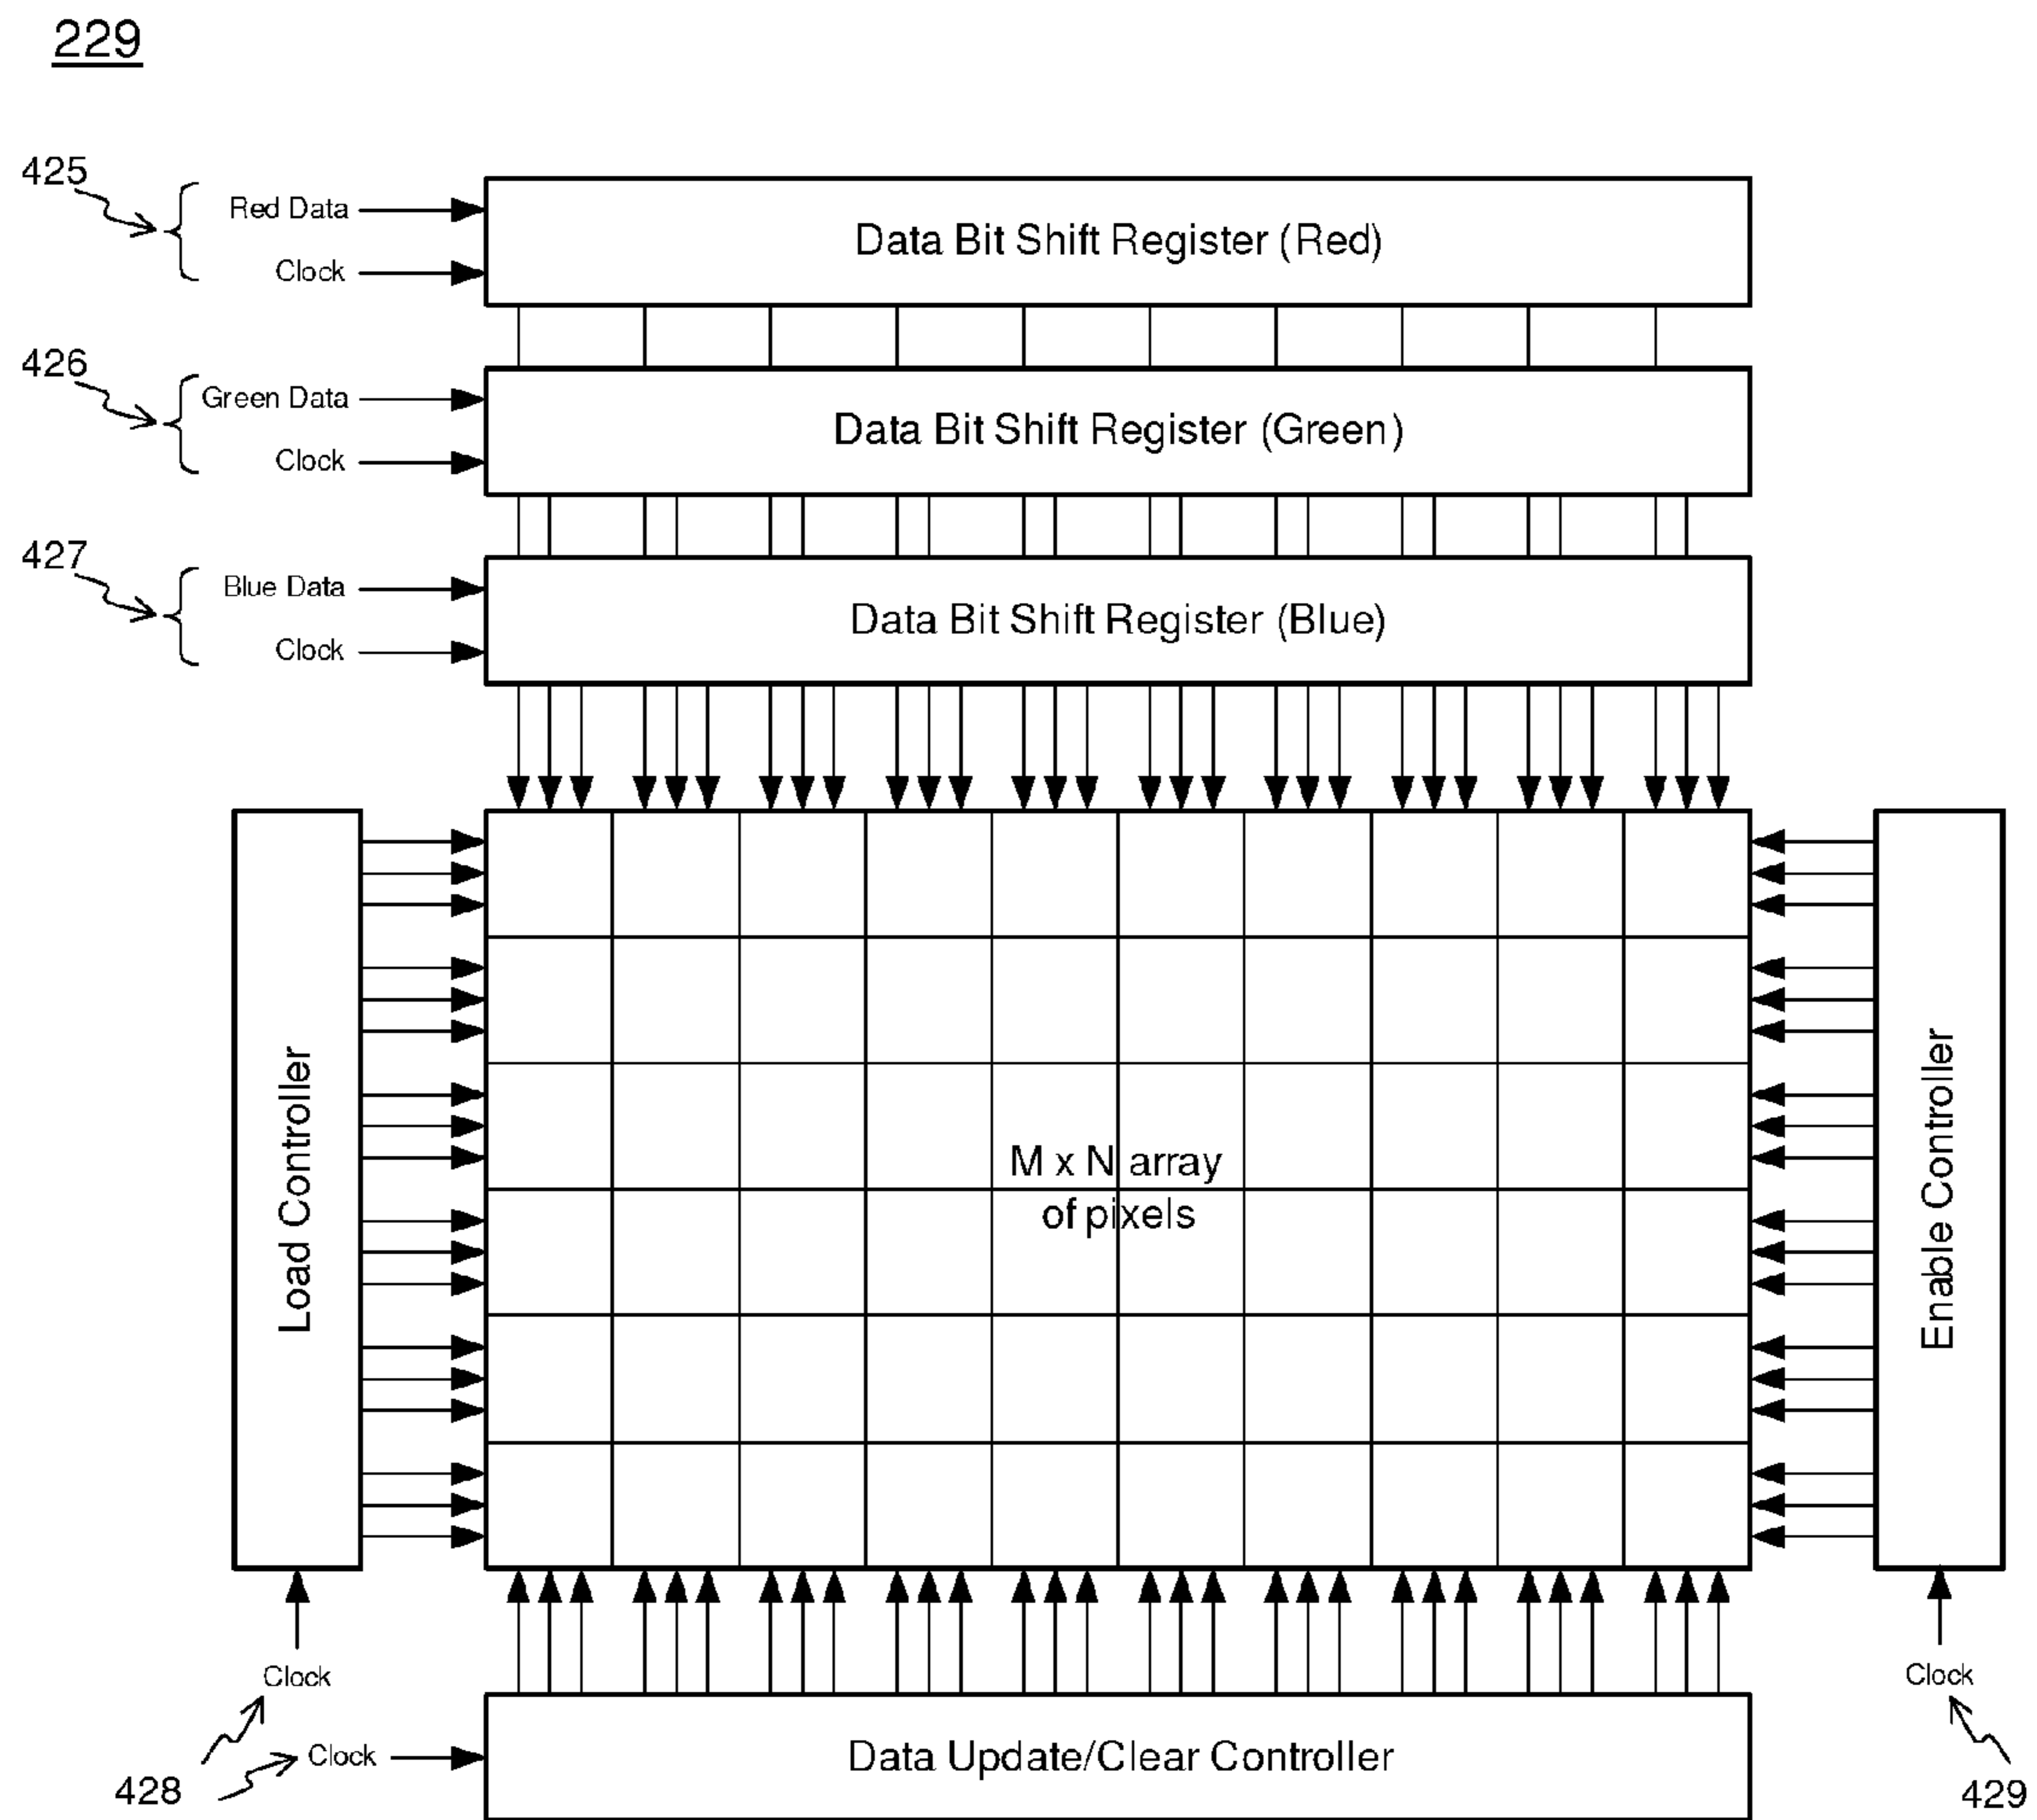 229
425
Red Data
Clock
Data Bit Shift Register (Red)
426
Green Data
Clock
Data Bit Shift Register (Green)
427
Blue Data
Clock
Data Bit Shift Register (Blue)
Load Controller
M x N array
of pixels
Enable Controller
Clock
Clock
428
Clock
Data Update/Clear Controller
429